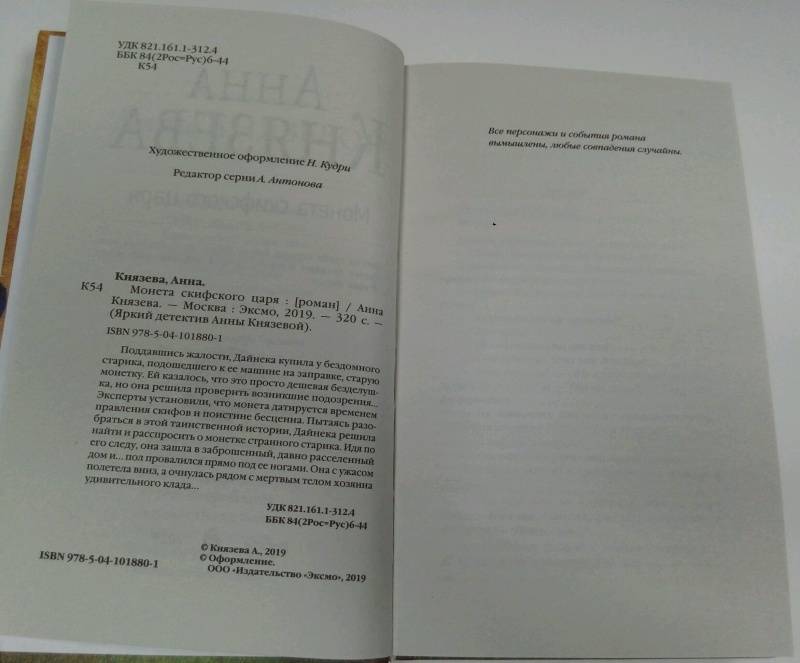 УДК 821.161.1-312.4
ББК 84(2Рос=Рус)6-44
К54
Художественное оформление Н. Кудри
Редактор серии А. Антонова
Князева, Анна.
К54 Монета скифского царя : [роман] / Анна
Князева. — Москва : Эксмо, 2019. — 320 с. —
(Яркий детектив Анны Князевой).
ISBN 978-5-04-101880-1
Поддавшись жалости, Дайнека купила у бездомного
старика, подошедшего к ее машине на заправке, старую
монетку. Ей казалось, что это просто дешевая безделуш-
ка, но она решила проверить возникшие подозрения...
Эксперты установили, что монета датируется временем
правления скифов и поистине бесценна. Пытаясь разо-
браться в этой таинственной истории, Дайнека решила
найти и расспросить о монетке странного старика. Идя по
его следу, она зашла в заброшенный, давно расселенный
дом и... пол провалился прямо под ее ногами. Она с ужасом
полетела вниз, а очнулась рядом с мертвым телом хозяина
удивительного клада...
УДК 821.161.1-312.4
ББК 84(2Рос=Рус)6-44
© Князева А., 2019
© Оформление.
ООО «Издательство «Эксмо», 2019
ISBN 978-5-04-101880-1
Все персонажи и события романа
вымышлены, любые совпадения случайны.
Анна
Князева
Монета скифского царя